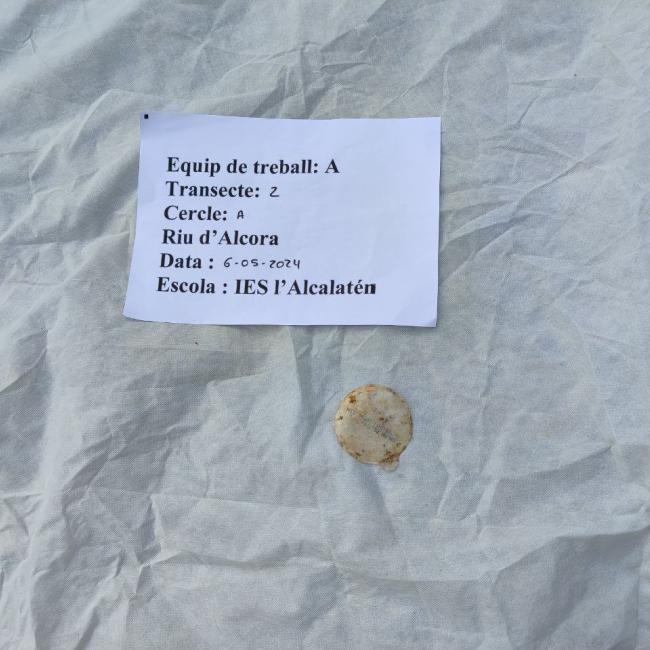 Equip de treball: A
Transecte: 2
Cercle: A
Riu d’Alcora
Data : 6-05-2024
Escola : IES l’Alcalatén